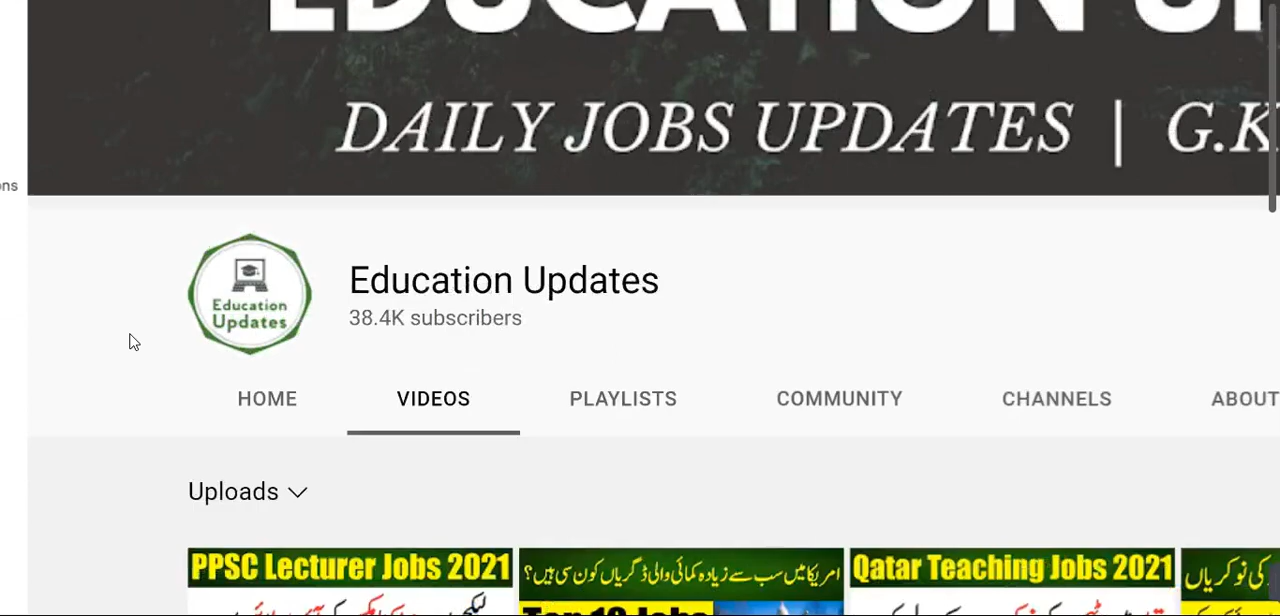 DAILY JOBS UPDATES | G.K
Education Updates
38.4K subscribers
Education
Updates
HOME VIDEOS PLAYLISTS COMMUNITY CHANNELS ABOUT
Uploads
PPSC Lecturer Jobs 2021
امریکا میں سب سے زیادہ کمائی والی ڈگریاں کون سی ہیں؟
Qatar Teaching Jobs 2021
کی نوکریاں